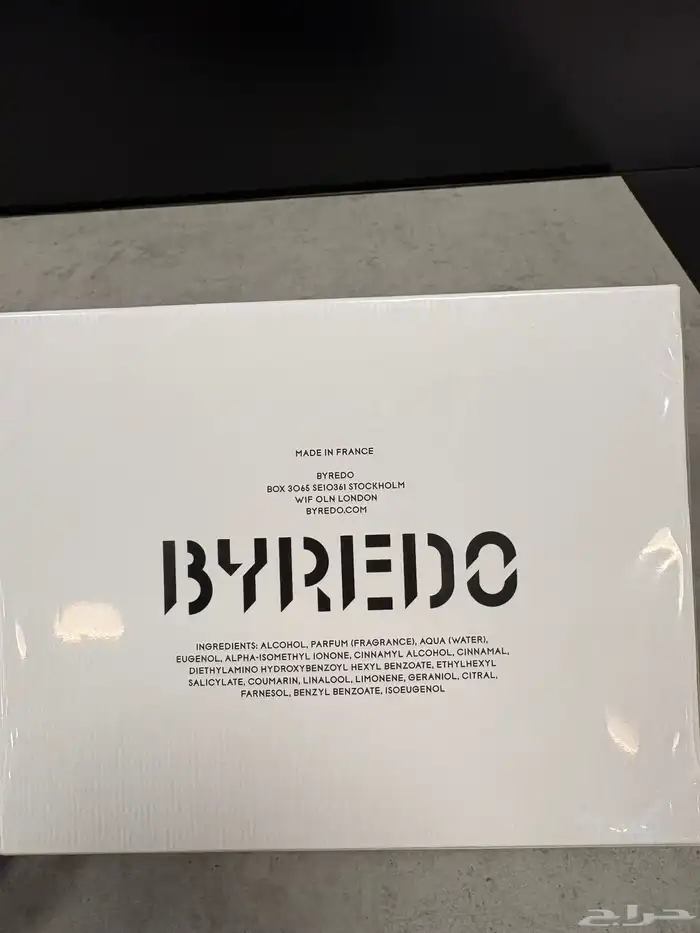 MADE IN FRANCE
BYREDO
BOX 3065 SE10361 STOCKHOLM
W1F OLN LONDON
BYREDO.COM
BYREDO
INGREDIENTS: ALCOHOL, PARFUM (FRAGRANCE), AQUA (WATER),
EUGENOL, ALPHA-ISOMETHYL IONONE, CINNAMYL ALCOHOL, CINNAMAL,
DIETHYLAMINO HYDROXYBENZOYL HEXYL BENZOATE, ETHYLHEXYL
SALICYLATE, COUMARIN, LINALOOL, LIMONENE, GERANIOL, CITRAL,
FARNESOL, BENZYL BENZOATE, ISOEUGENOL
حراج